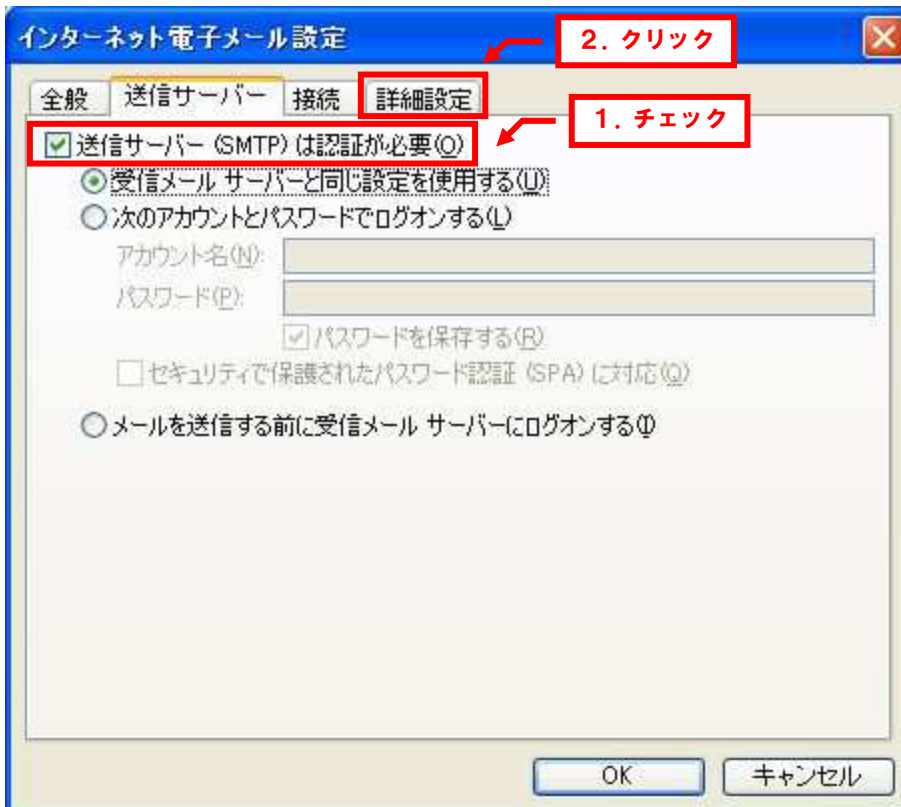 インターネット電子メール設定
2. クリック
全般 送信サーバー 接続 詳細設定
1. チェック
送信サーバー (SMTP) は認証が必要(O)
受信メール サーバーと同じ設定を使用する(U)
次のアカウントとパスワードでログオンする(L)
アカウント名(N):
パスワード(P):
パスワードを保存する(R)
セキュリティで保護されたパスワード認証 (SPA) に対応(Q)
メールを送信する前に受信メール サーバーにログオンする(I)
OK キャンセル